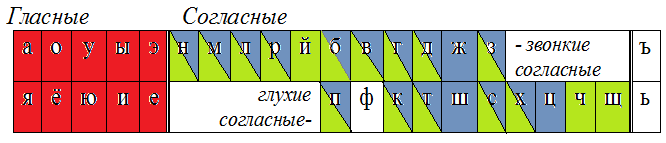 Гласные Согласные
а о у ы э н м л р й б в г д ж з - звонкие согласные ъ
я ё ю и е глухие согласные- п ф к т ш с х ц ч щ ь